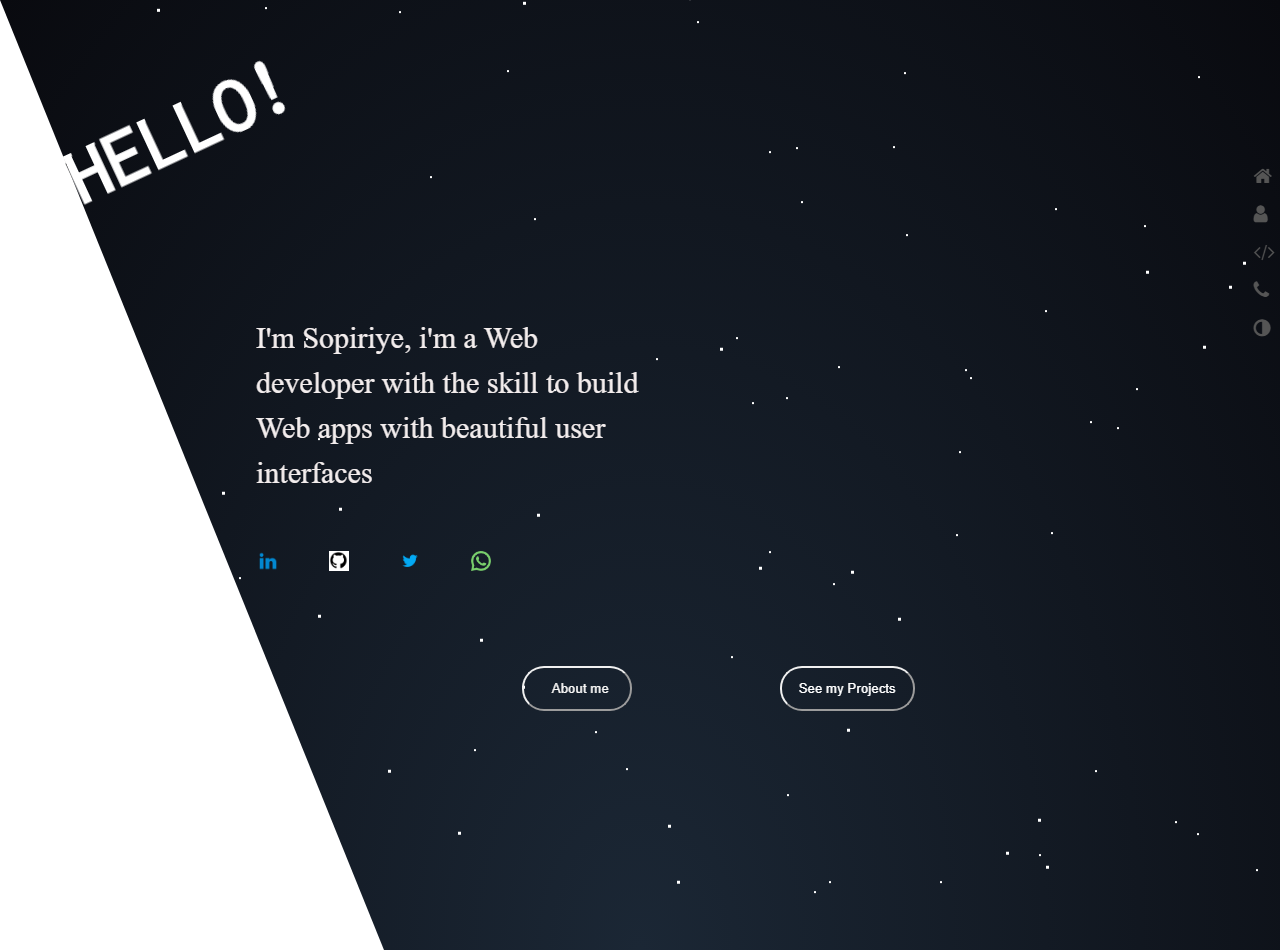 HELLO!
I'm Sopiriye, i'm a Web
developer with the skill to build
Web apps with beautiful user
interfaces
in
About me
See my Projects